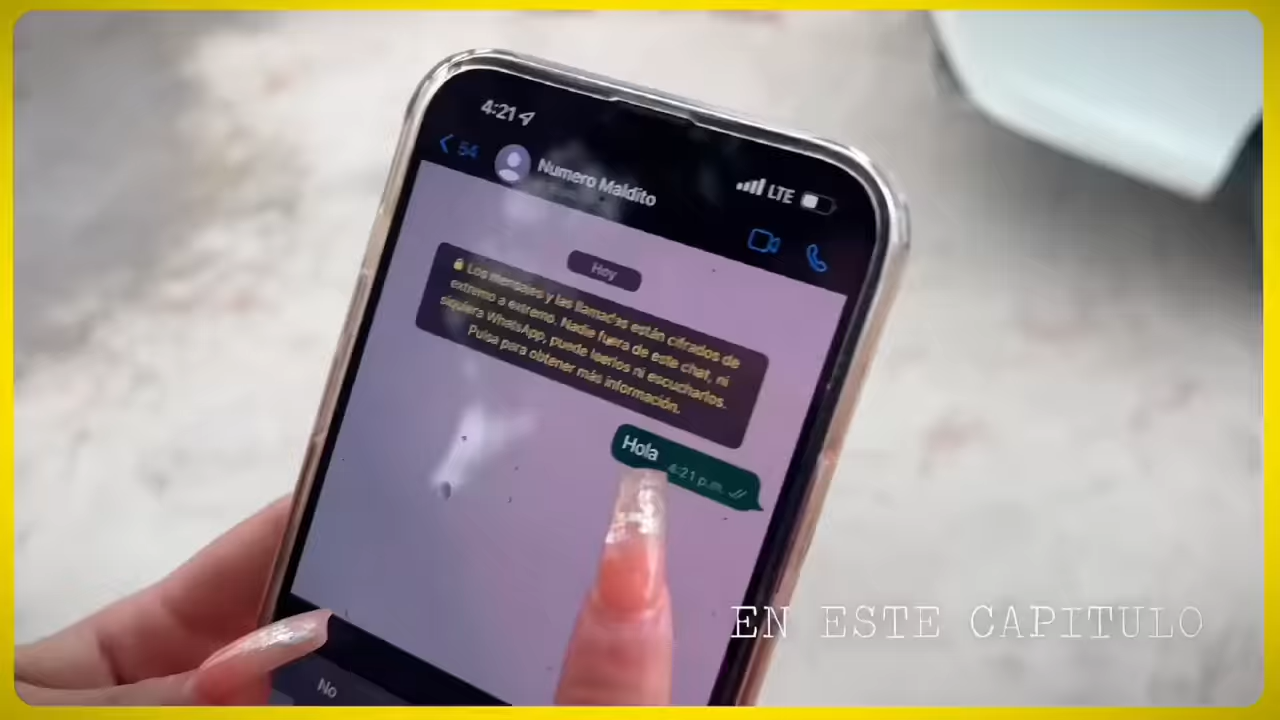 4:21
LTE
54
Numero Maldito
Hoy
Los mensajes y las llamadas están cifrados de
extremo a extremo. Nadie fuera de este chat, ni
siquiera WhatsApp, puede leerlos ni escucharlos.
Pulsa para obtener más información.
Hola
4:21 p.m.
EN ESTE CAPITULO
No